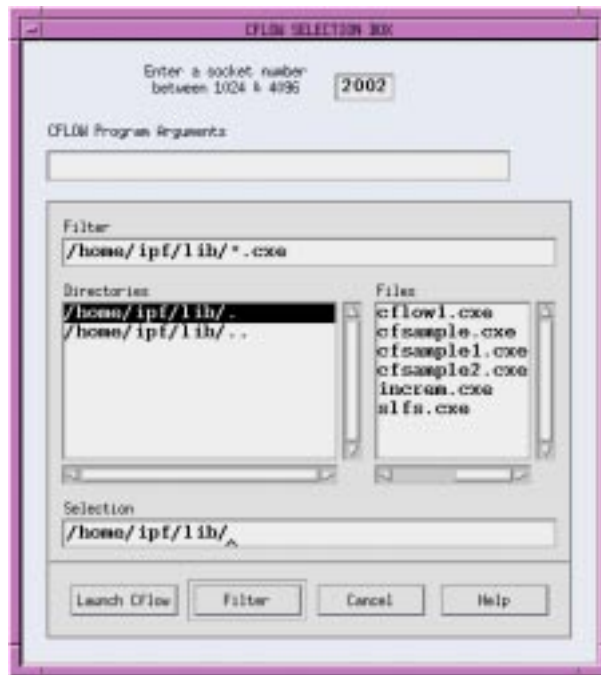 CFLOW SELECTION BOX
Enter a socket number
between 1024 & 4096
2002
CFLOW Program Arguments
Filter
/home/ipf/lib/*.cxe
Directories
Files
/home/ipf/lib/.
/home/ipf/lib/..
cflow1.cxe
cfsample.cxe
cfsample1.cxe
cfsample2.cxe
increm.cxe
slfs.cxe
Selection
/home/ipf/lib/
Launch CFlow
Filter
Cancel
Help